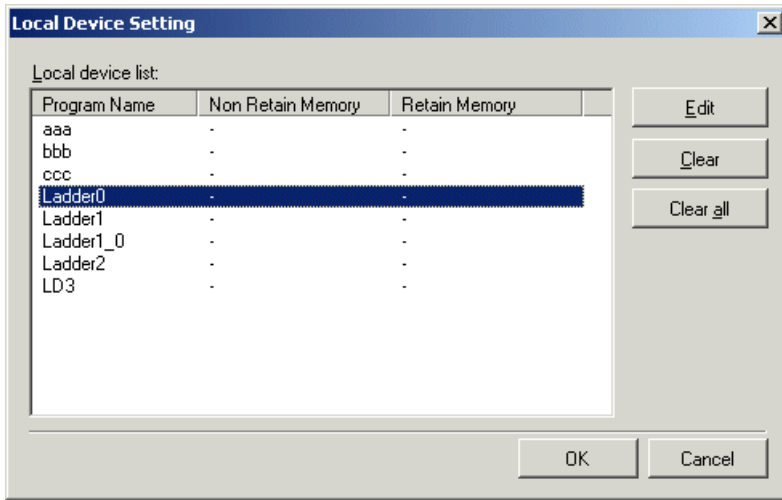 Local Device Setting
Local device list:
Program Name Non Retain Memory Retain Memory
aaa - -
bbb - -
ccc - -
Ladder0 - -
Ladder1 - -
Ladder1_0 - -
Ladder2 - -
LD3 - -
Edit
Clear
Clear all
OK Cancel